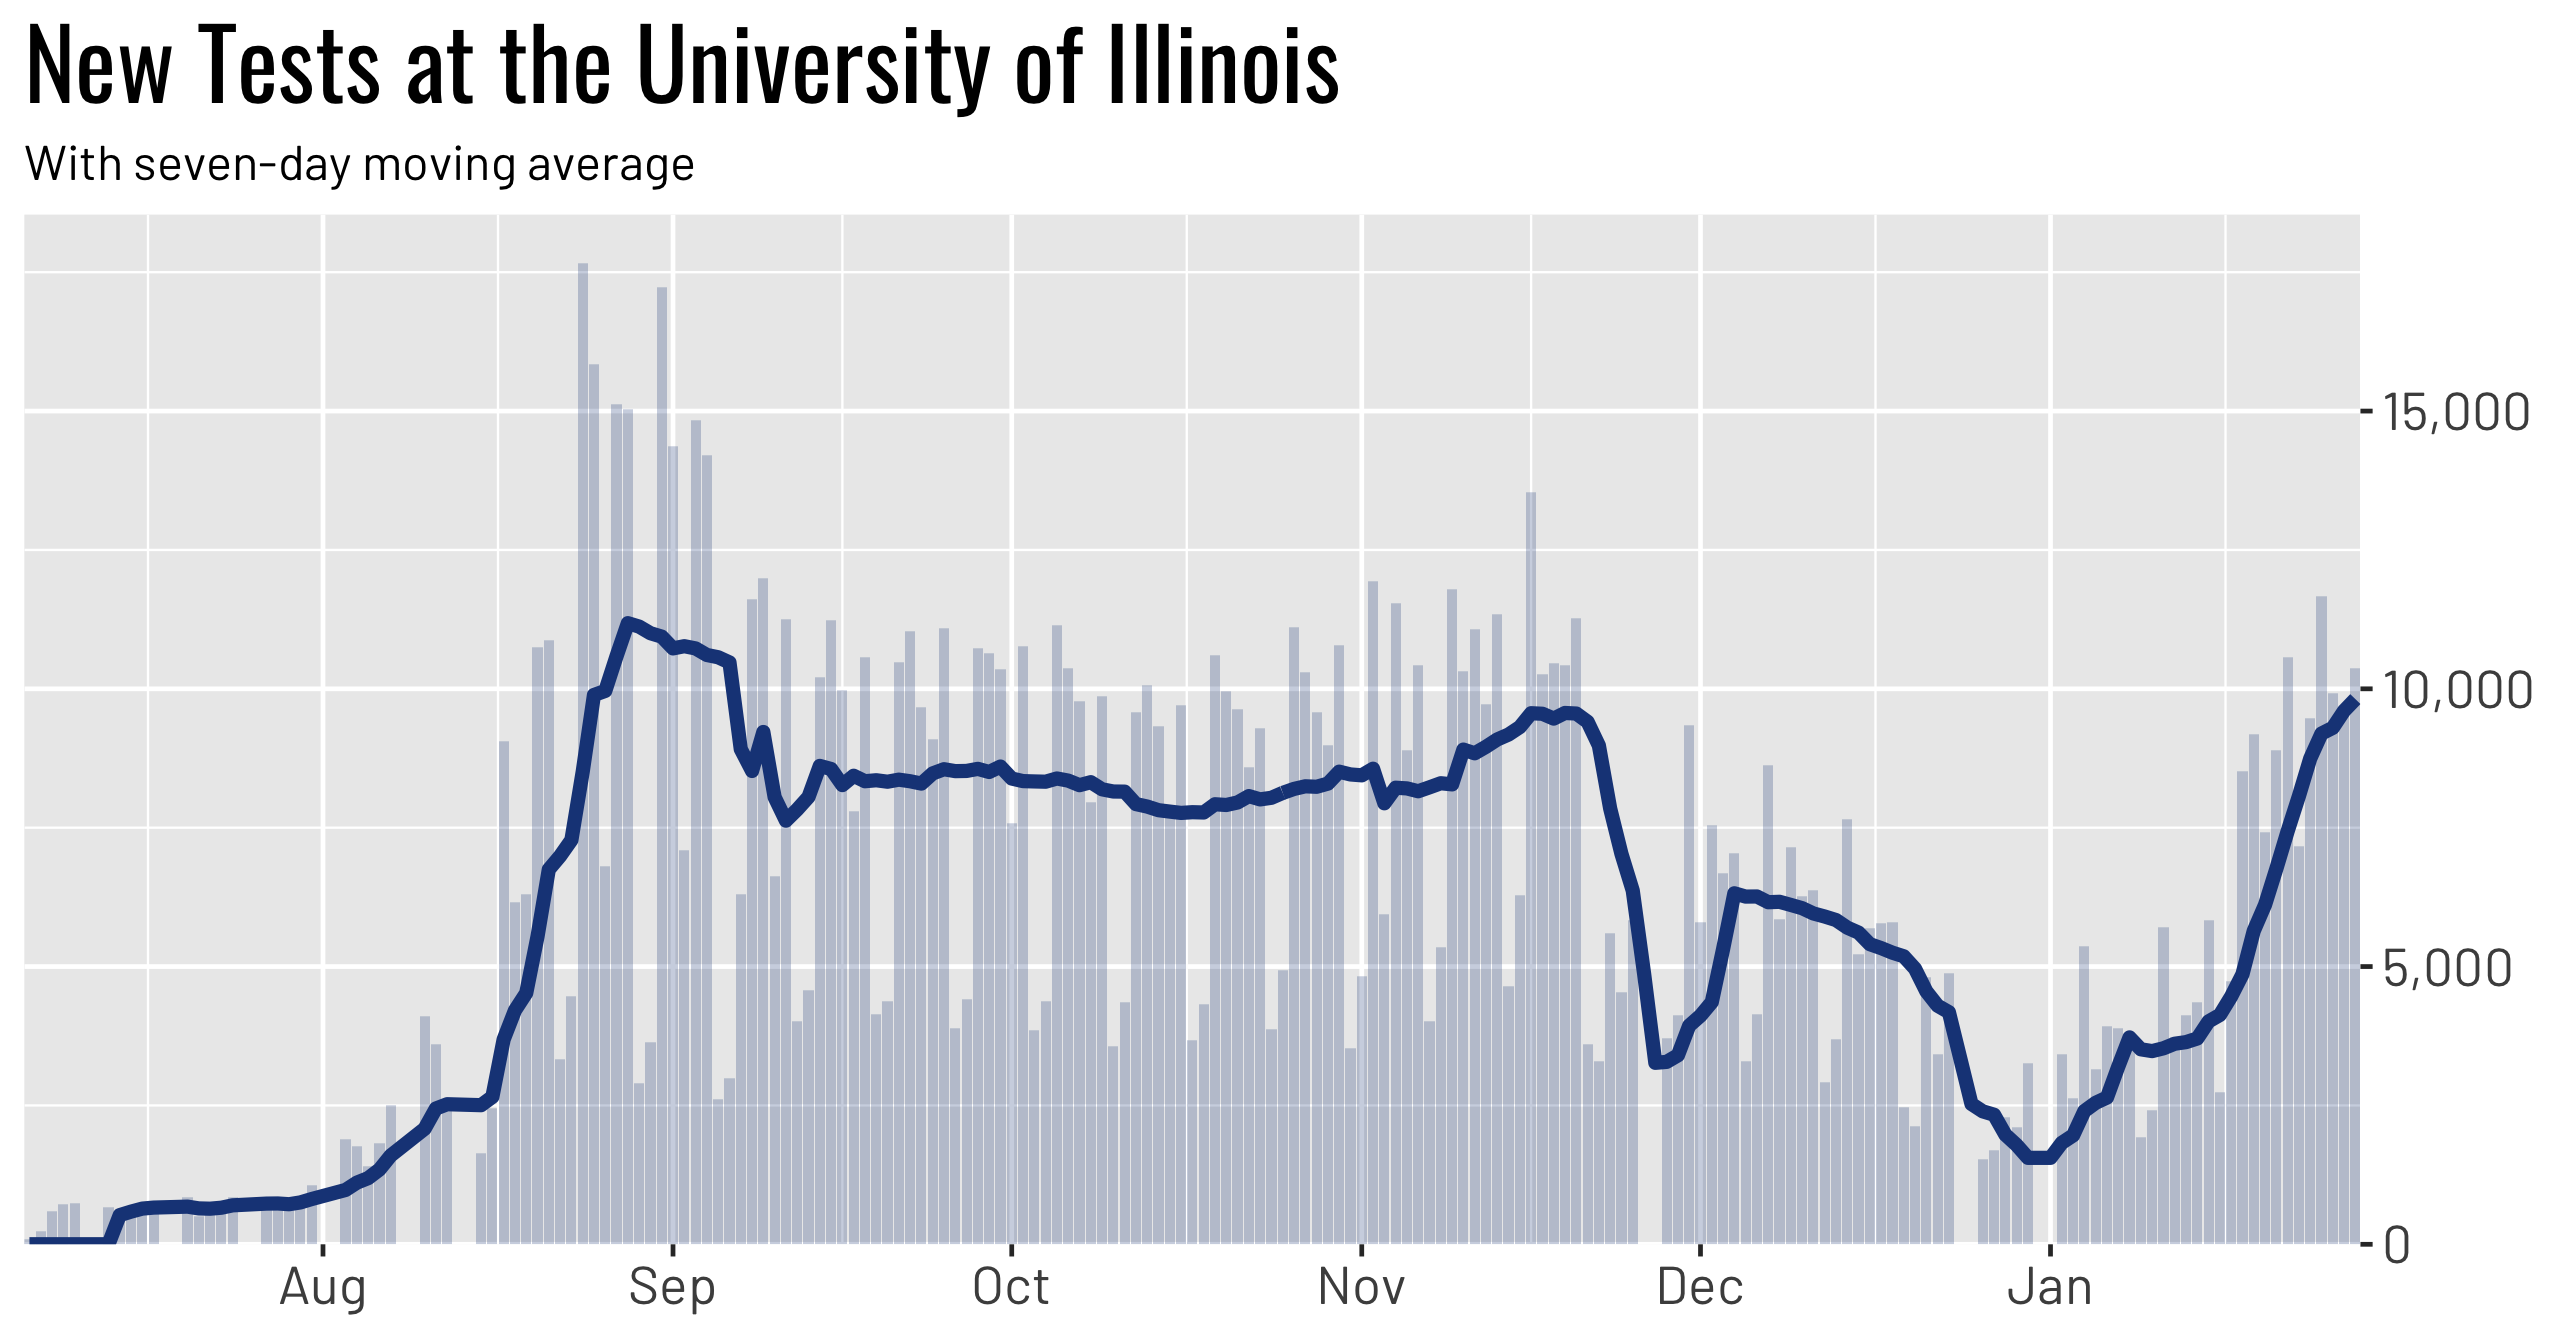 New Tests at the University of Illinois
With seven-day moving average
15,000
10,000
5,000
0
Aug Sep Oct Nov Dec Jan